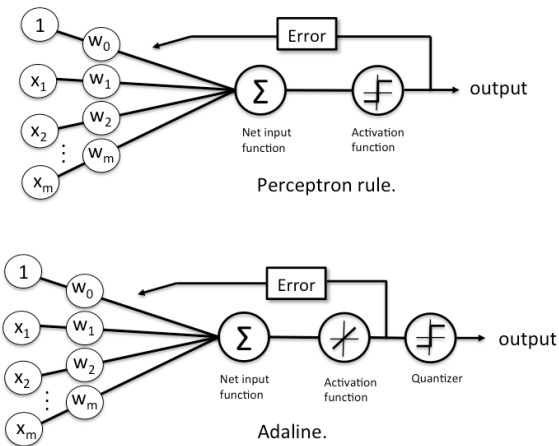 1
w0
Error
x1
w1
Σ
output
x2
w2
Net input
function
Activation
function
⋮
wm
xm
Perceptron rule.
1
w0
Error
x1
w1
Σ
output
x2
w2
Net input
function
Activation
function
Quantizer
⋮
wm
xm
Adaline.